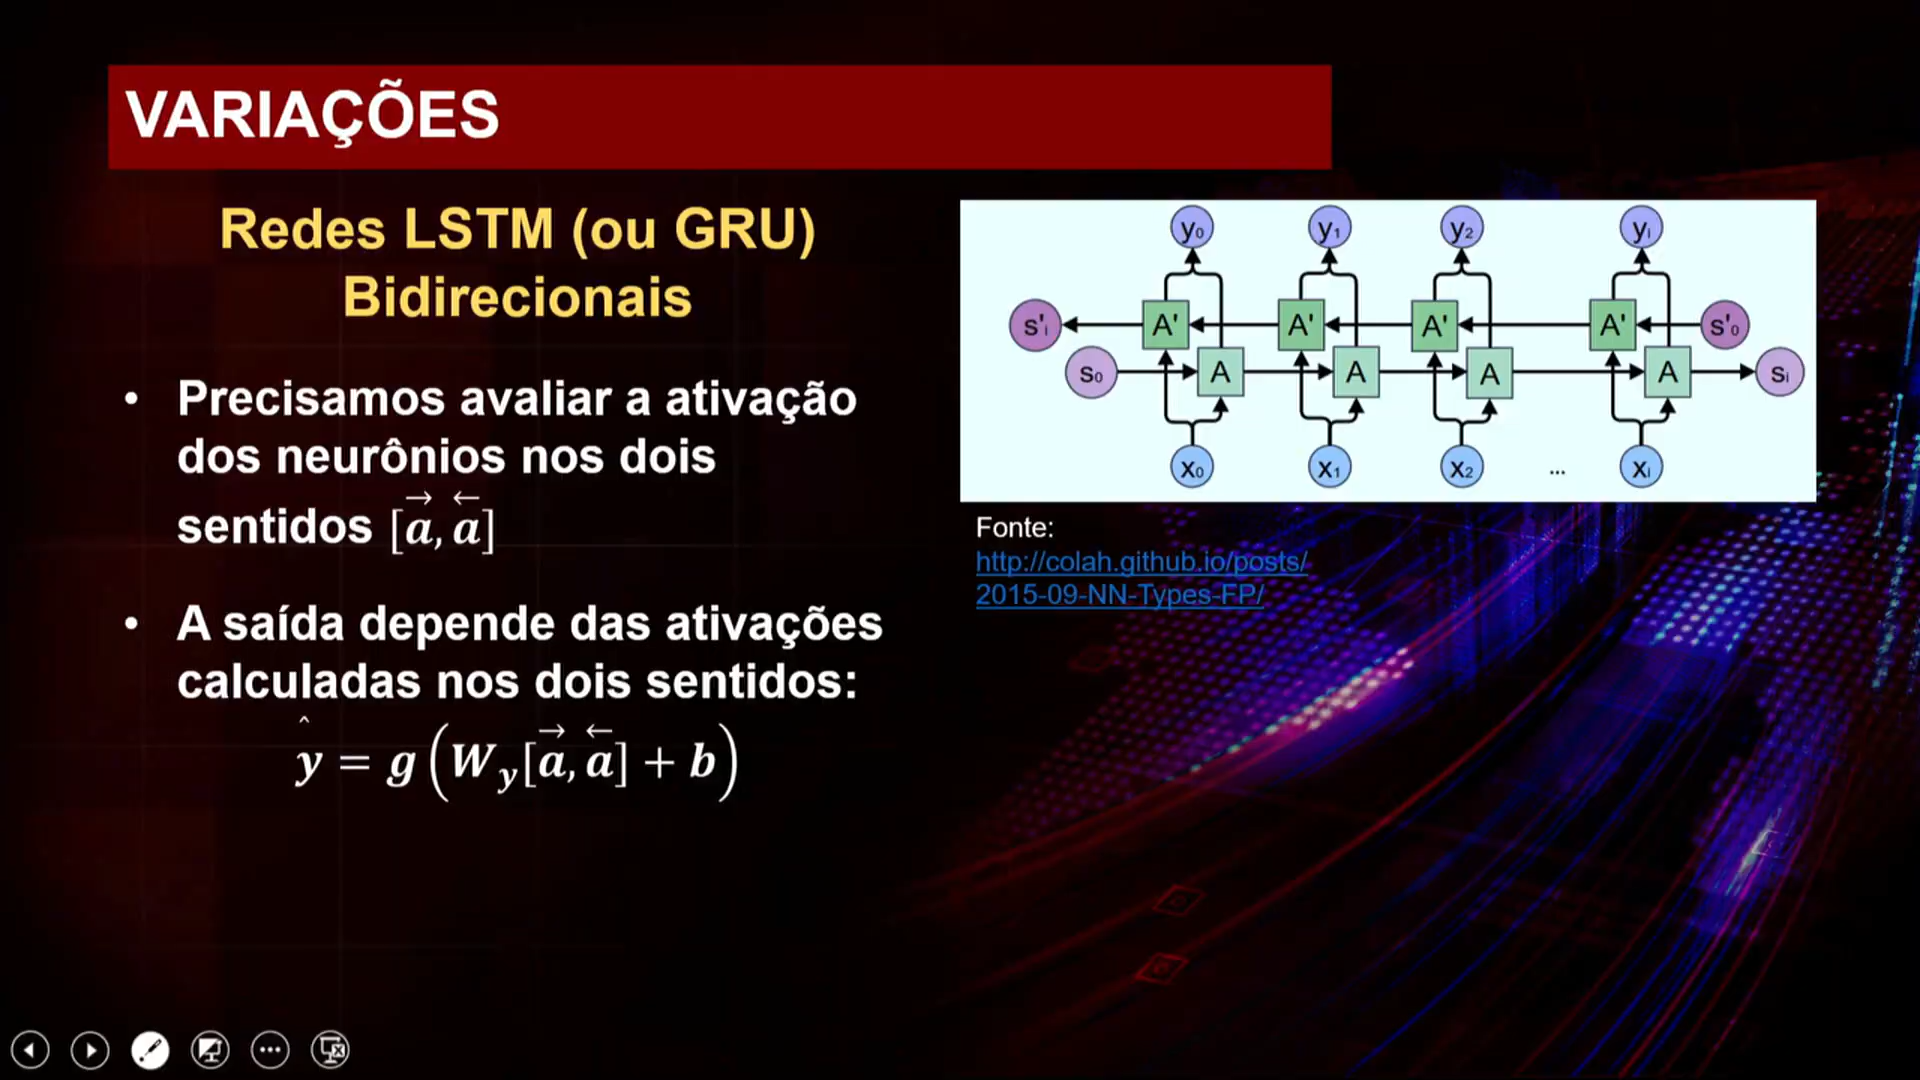 VARIAÇÕES
Redes LSTM (ou GRU)
Bidirecionais
• Precisamos avaliar a ativação
dos neurônios nos dois
sentidos [a⃗, a⃖]
• A saída depende das ativações
calculadas nos dois sentidos:
ŷ = g(W_y[a⃗, a⃖] + b)
y₀ y₁ y₂ yᵢ
s'ᵢ A' A' A' A' s'₀
s₀ A A A A sᵢ
x₀ x₁ x₂ ... xᵢ
Fonte:
http://colah.github.io/posts/
2015-09-NN-Types-FP/